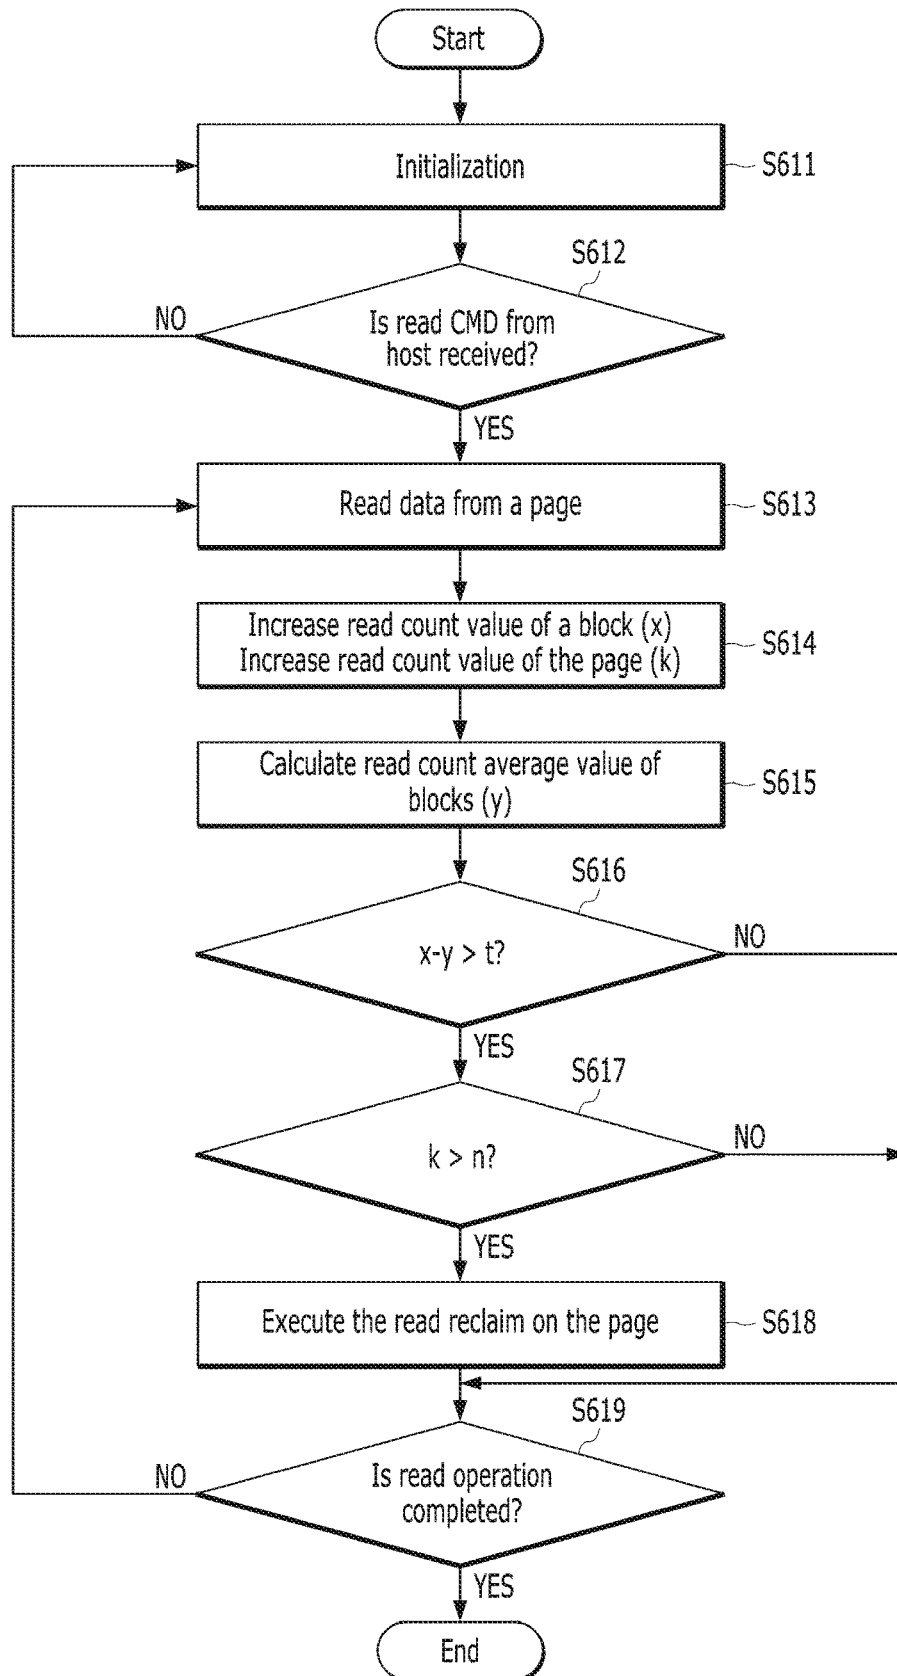 Start
Initialization
S611
S612
Is read CMD from
host received?
NO
YES
Read data from a page
S613
Increase read count value of a block (x)
Increase read count value of the page (k)
S614
Calculate read count average value of
blocks (y)
S615
S616
x-y > t?
NO
YES
S617
k > n?
NO
YES
Execute the read reclaim on the page
S618
S619
Is read operation
completed?
NO
YES
End